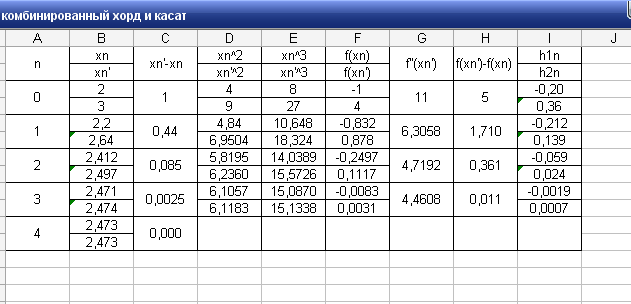 комбинированный хорд и касат
A B C D E F G H I J
n xn xn'-xn xn^2 xn^3 f(xn) f''(xn') f(xn')-f(xn) h1n
xn' xn'^2 xn'^3 f(xn') h2n
0 2 1 4 8 -1 11 5 -0,20
3 9 27 4 0,36
1 2,2 0,44 4,84 10,648 -0,832 6,3058 1,710 -0,212
2,64 6,9504 18,324 0,878 0,139
2 2,412 0,085 5,8195 14,0389 -0,2497 4,7192 0,361 -0,059
2,497 6,2360 15,5726 0,1117 0,024
3 2,471 0,0025 6,1057 15,0870 -0,0083 4,4608 0,011 -0,0019
2,474 6,1183 15,1338 0,0031 0,0007
4 2,473 0,000
2,473